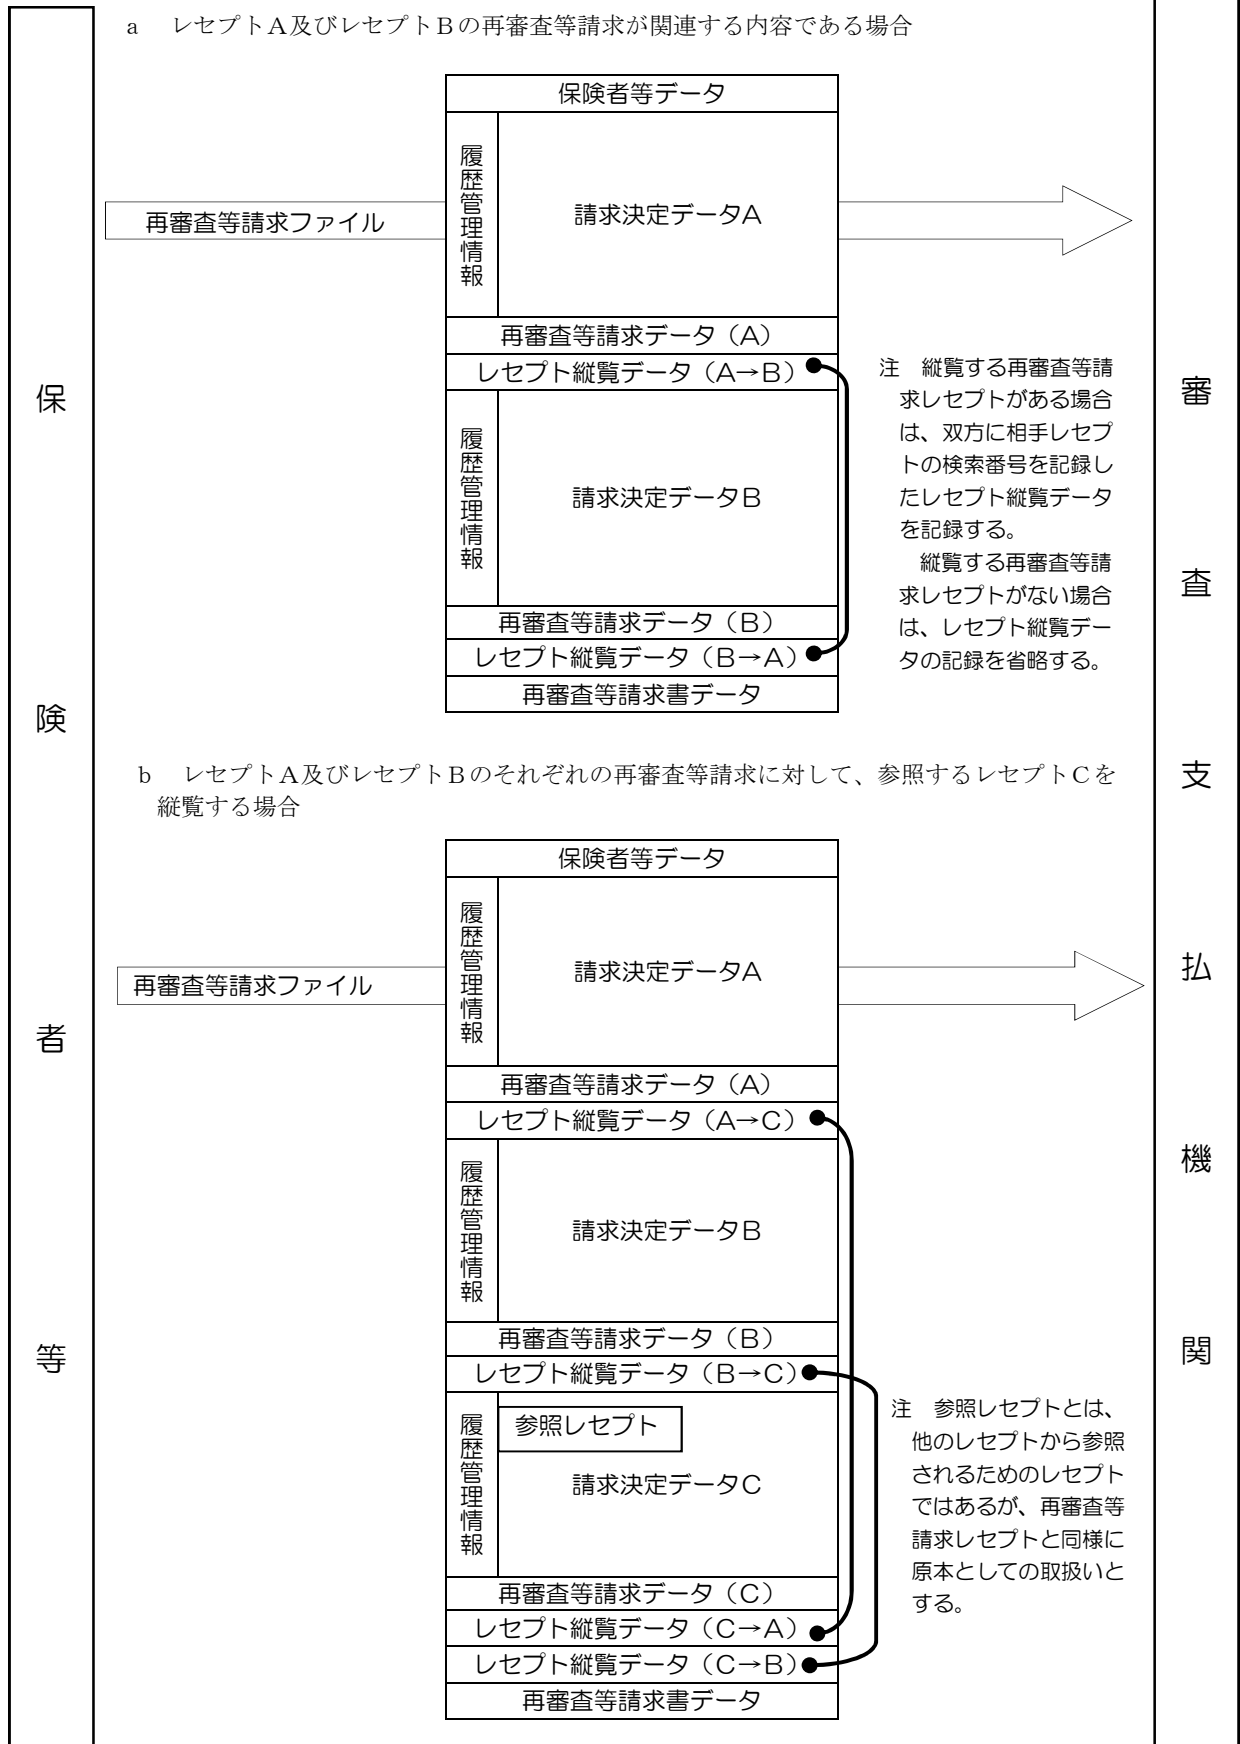 a　レセプトＡ及びレセプトＢの再審査等請求が関連する内容である場合
保険者等
審査支払機関
保険者等データ
再審査等請求ファイル
履歴管理情報
請求決定データA
再審査等請求データ（A）
レセプト縦覧データ（A→B）
履歴管理情報
請求決定データB
再審査等請求データ（B）
レセプト縦覧データ（B→A）
再審査等請求書データ
注　縦覧する再審査等請
求レセプトがある場合
は、双方に相手レセプ
トの検索番号を記録し
たレセプト縦覧データ
を記録する。
縦覧する再審査等請
求レセプトがない場合
は、レセプト縦覧デー
タの記録を省略する。
b　レセプトＡ及びレセプトＢのそれぞれの再審査等請求に対して、参照するレセプトＣを
縦覧する場合
保険者等データ
再審査等請求ファイル
履歴管理情報
請求決定データA
再審査等請求データ（A）
レセプト縦覧データ（A→C）
履歴管理情報
請求決定データB
再審査等請求データ（B）
レセプト縦覧データ（B→C）
履歴管理情報
参照レセプト
請求決定データC
再審査等請求データ（C）
レセプト縦覧データ（C→A）
レセプト縦覧データ（C→B）
再審査等請求書データ
注　参照レセプトとは、
他のレセプトから参照
されるためのレセプト
ではあるが、再審査等
請求レセプトと同様に
原本としての取扱いと
する。